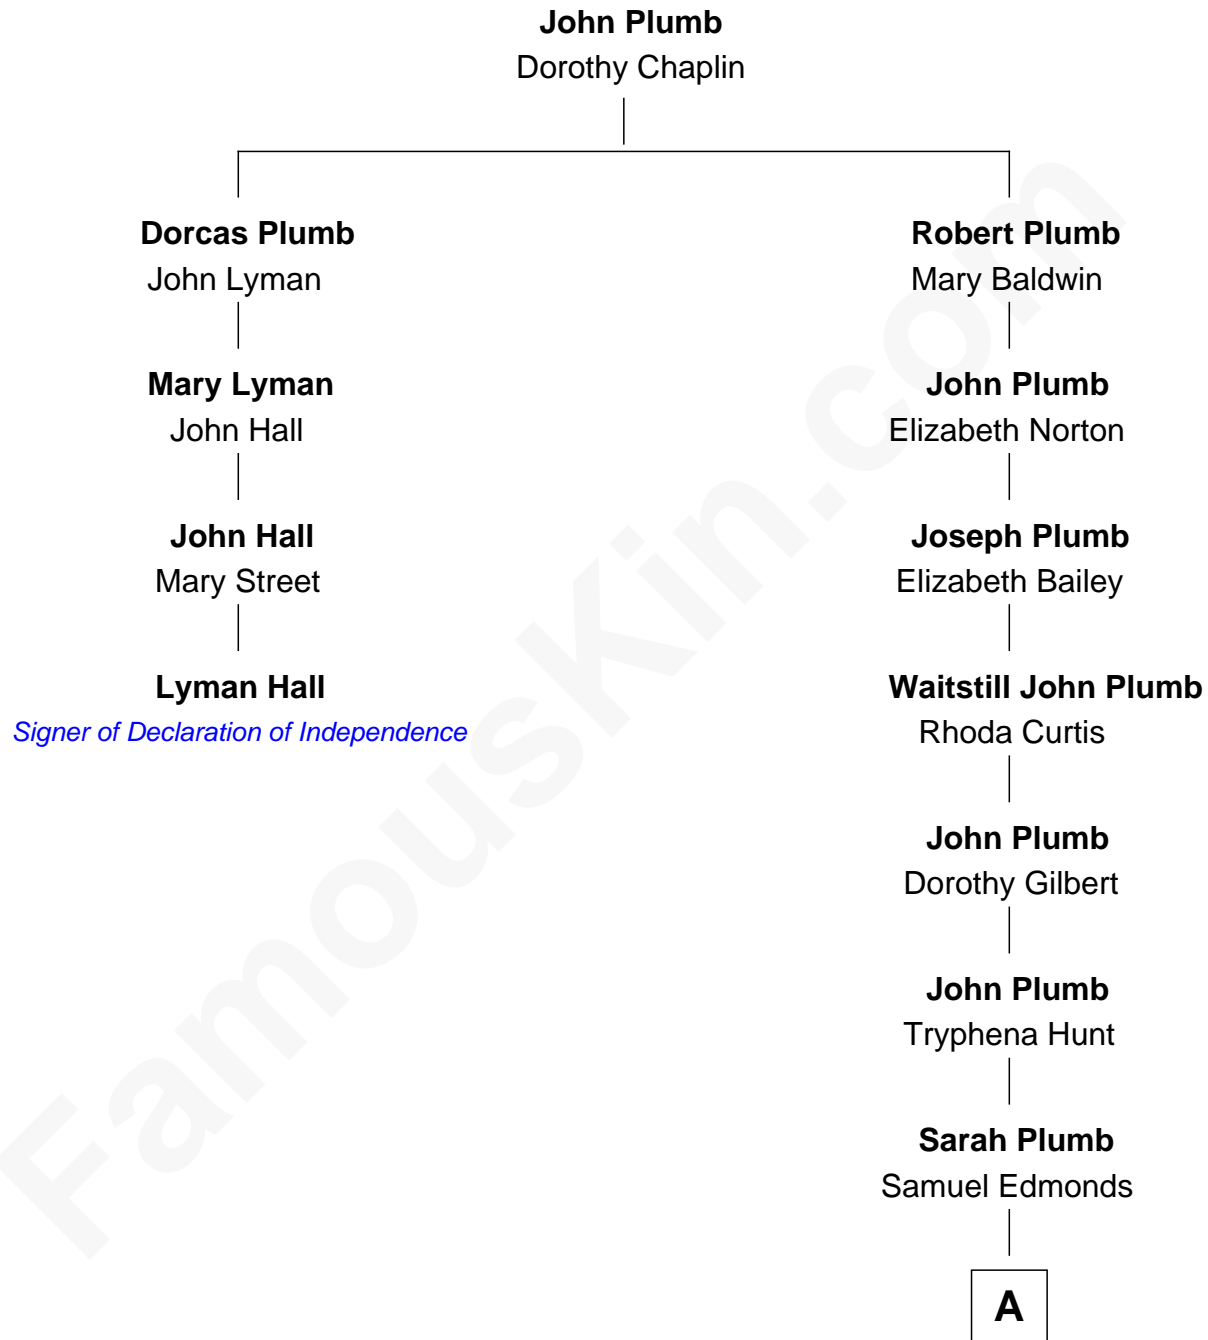 John Plumb
Dorothy Chaplin
Dorcas Plumb
John Lyman
Robert Plumb
Mary Baldwin
Mary Lyman
John Hall
John Plumb
Elizabeth Norton
John Hall
Mary Street
Joseph Plumb
Elizabeth Bailey
Lyman Hall
Signer of Declaration of Independence
Waitstill John Plumb
Rhoda Curtis
John Plumb
Dorothy Gilbert
John Plumb
Tryphena Hunt
Sarah Plumb
Samuel Edmonds
A
FamousKin.com